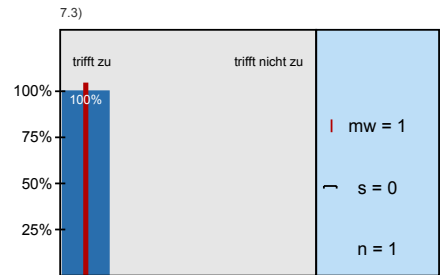 7.3)
trifft zu trifft nicht zu
100%
100%
75%
mw = 1
50%
s = 0
25%
n = 1